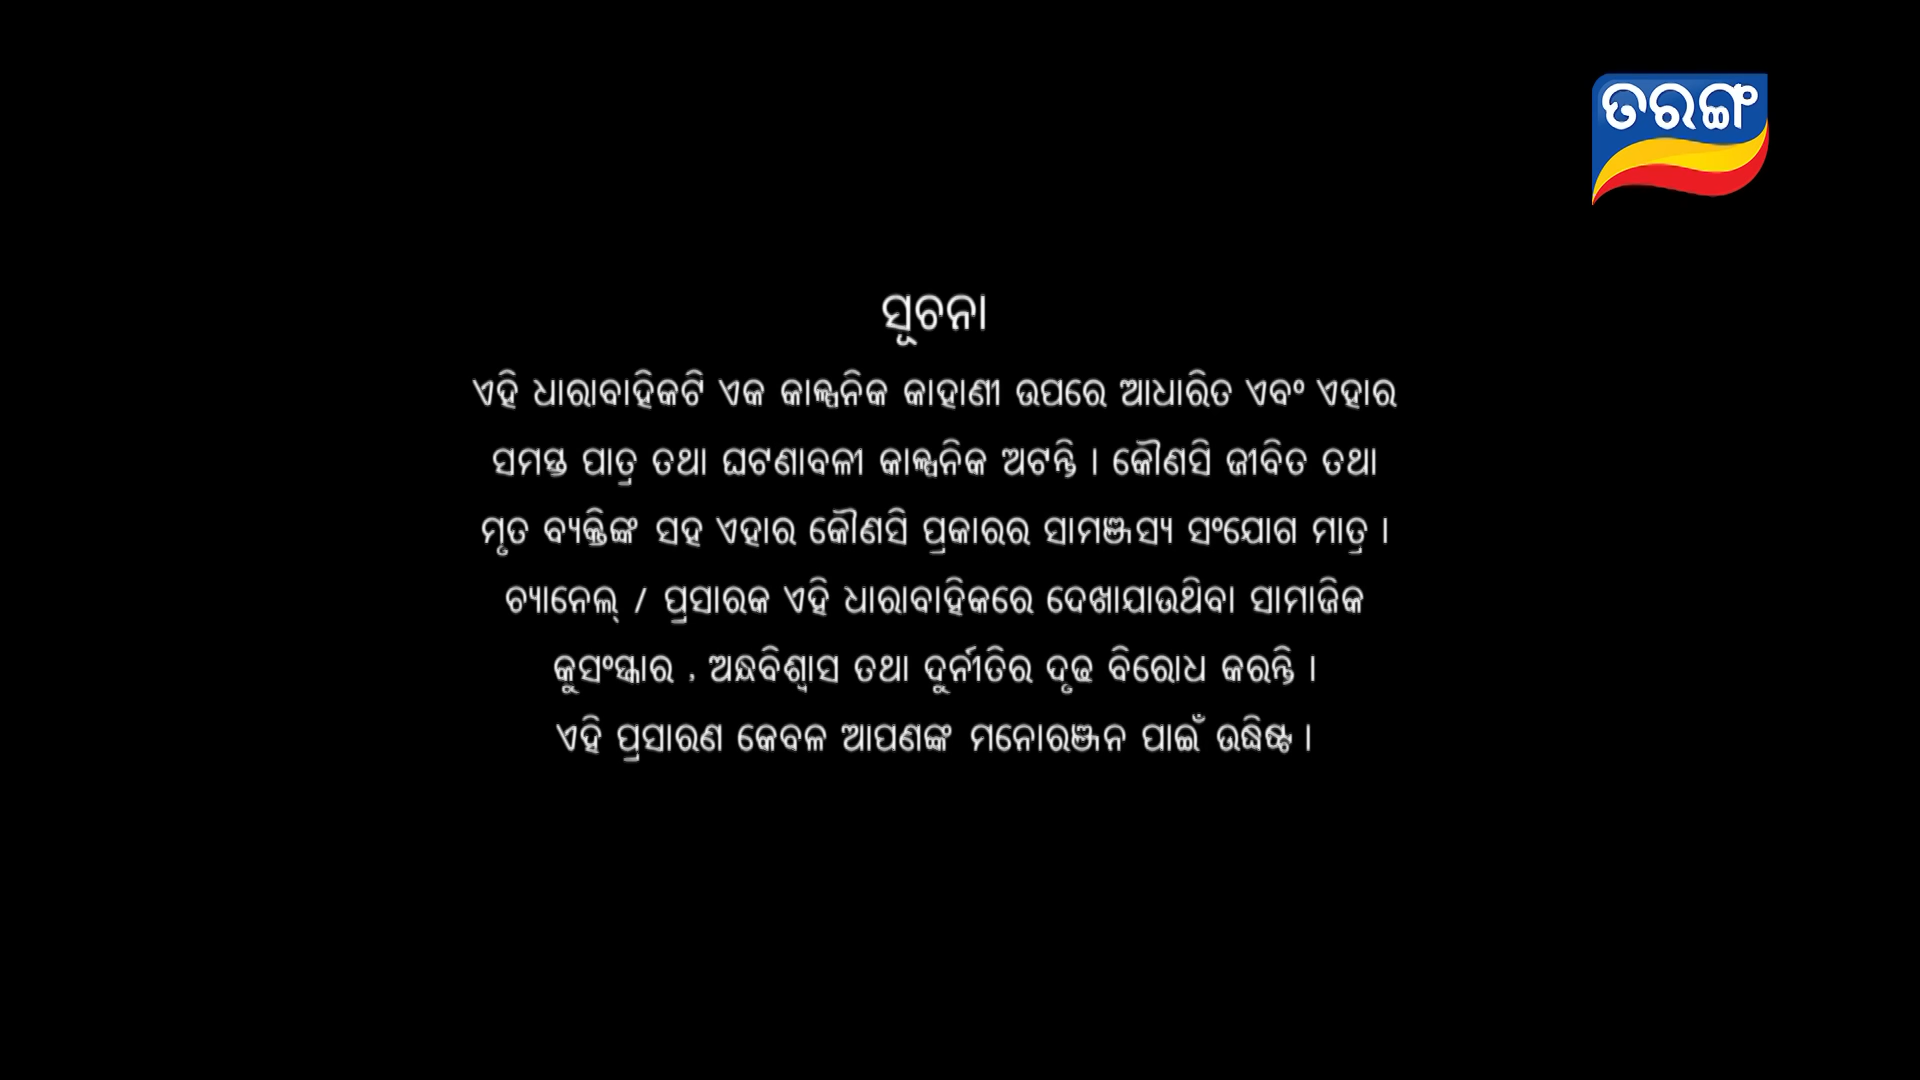 ତରଙ୍ଗ
ସୂଚନା
ଏହି ଧାରାବାହିକଟି ଏକ କାଳ୍ପନିକ କାହାଣୀ ଉପରେ ଆଧାରିତ ଏବଂ ଏହାର
ସମସ୍ତ ପାତ୍ର ତଥା ଘଟଣାବଳୀ କାଳ୍ପନିକ ଅଟନ୍ତି । କୌଣସି ଜୀବିତ ତଥା
ମୃତ ବ୍ୟକ୍ତିଙ୍କ ସହ ଏହାର କୌଣସି ପ୍ରକାରର ସାମଞ୍ଜସ୍ୟ ସଂଯୋଗ ମାତ୍ର ।
ଚ୍ୟାନେଲ୍ / ପ୍ରସାରକ ଏହି ଧାରାବାହିକରେ ଦେଖାଯାଉଥିବା ସାମାଜିକ
କୁସଂସ୍କାର , ଅନ୍ଧବିଶ୍ୱାସ ତଥା ଦୁର୍ନୀତିର ଦୃଢ ବିରୋଧ କରନ୍ତି ।
ଏହି ପ୍ରସାରଣ କେବଳ ଆପଣଙ୍କ ମନୋରଞ୍ଜନ ପାଇଁ ଉଦ୍ଧିଷ୍ଟ ।